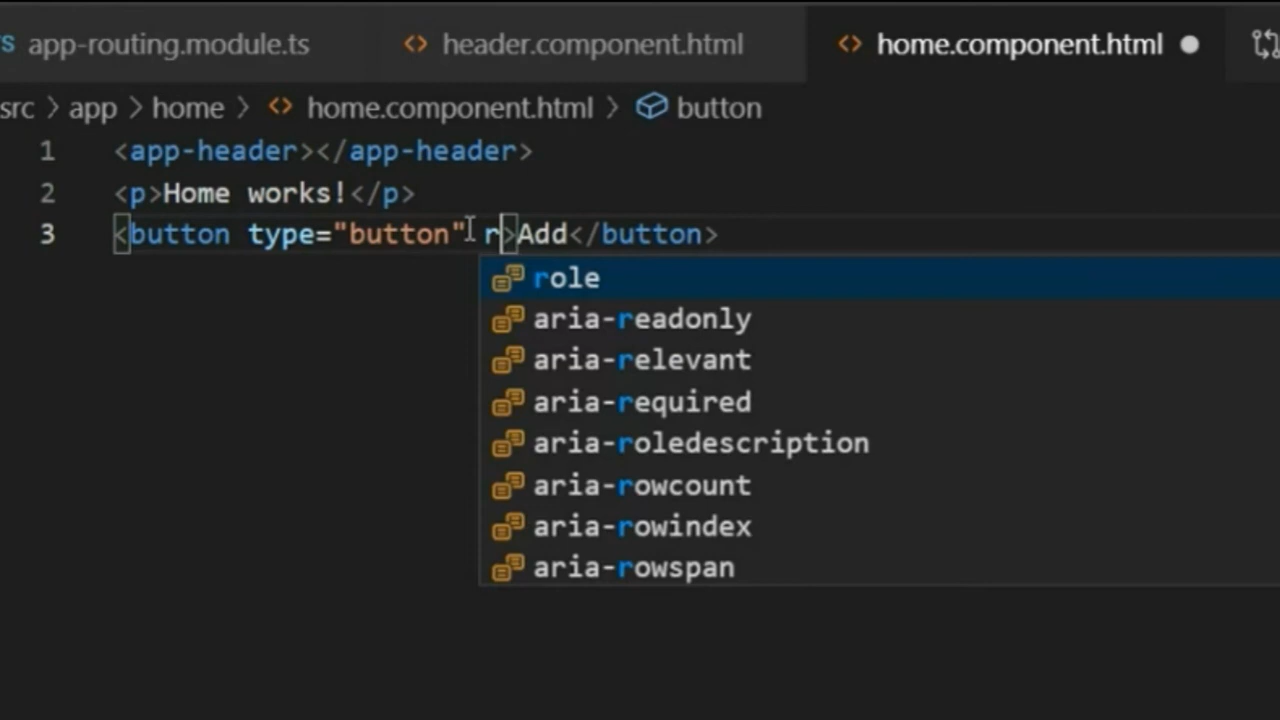 TS app-routing.module.ts <> header.component.html <> home.component.html
src > app > home > <> home.component.html > button
1 <app-header></app-header>
2 <p>Home works!</p>
3 <button type="button" r>Add</button>
role
aria-readonly
aria-relevant
aria-required
aria-roledescription
aria-rowcount
aria-rowindex
aria-rowspan